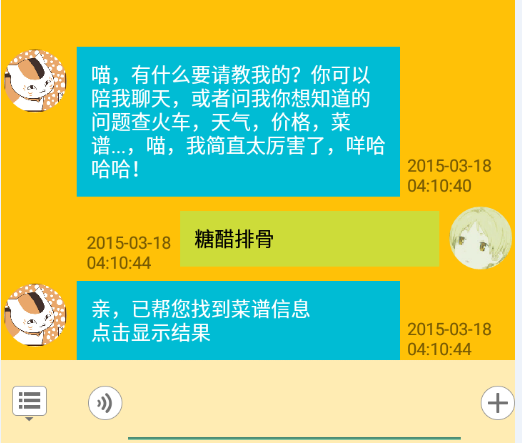 喵，有什么要请教我的？你可以
陪我聊天，或者问我你想知道的
问题查火车，天气，价格，菜
谱...，喵，我简直太厉害了，咩哈
哈哈！
2015-03-18
04:10:40
糖醋排骨
2015-03-18
04:10:44
亲，已帮您找到菜谱信息
点击显示结果
2015-03-18
04:10:44